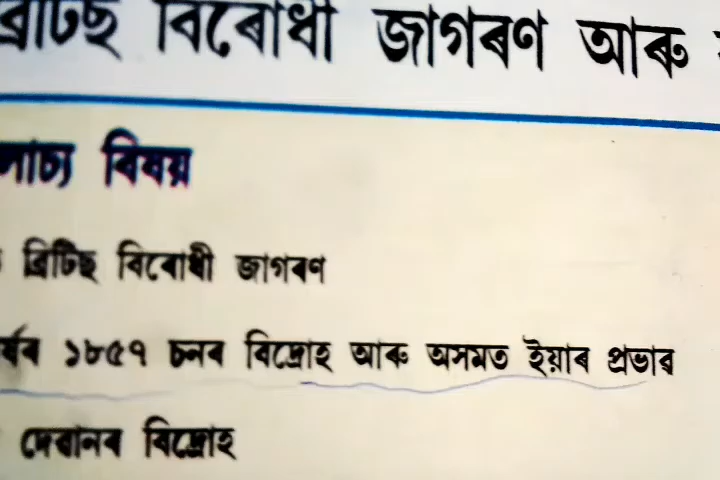 ব্ৰিটিছ বিৰোধী জাগৰণ আৰু
বিষয়
ব্ৰিটিছ বিৰোধী জাগৰণ
১৮৫৭ চনৰ বিদ্ৰোহ আৰু অসমত ইয়াৰ প্ৰভাৱ
দেৱানৰ বিদ্ৰোহ